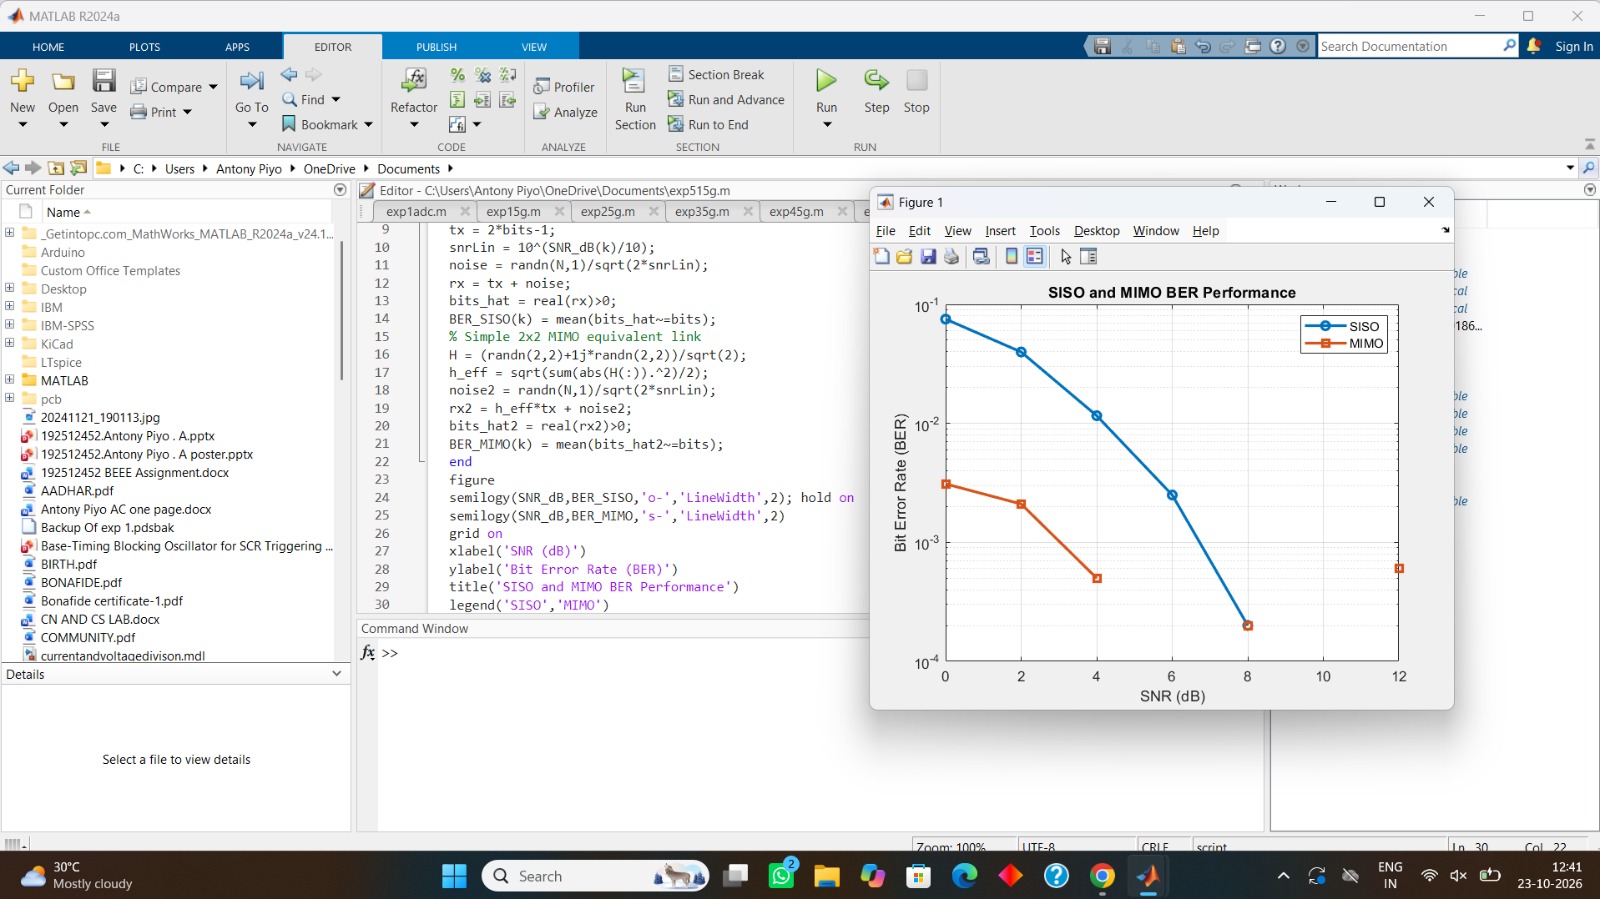 MATLAB R2024a
HOME PLOTS APPS EDITOR PUBLISH VIEW
Search Documentation
Sign In
New Open Save Compare Print
FILE
Go To Find Bookmark
NAVIGATE
Refactor
CODE
Profiler
Analyze
ANALYZE
Run Section
Section Break
Run and Advance
Run to End
SECTION
Run Step Stop
RUN
C: Users Antony Piyo OneDrive Documents
Current Folder
Name
_Getintopc.com_MathWorks_MATLAB_R2024a_v24.1...
Arduino
Custom Office Templates
Desktop
IBM
IBM-SPSS
KiCad
LTspice
MATLAB
pcb
20241121_190113.jpg
192512452.Antony Piyo . A.pptx
192512452.Antony Piyo . A poster.pptx
192512452 BEEE Assignment.docx
AADHAR.pdf
Antony Piyo AC one page.docx
Backup Of exp 1.pdsbak
Base-Timing Blocking Oscillator for SCR Triggering ...
BIRTH.pdf
BONAFIDE.pdf
Bonafide certificate-1.pdf
CN AND CS LAB.docx
COMMUNITY.pdf
currentandvoltagedivison.mdl
Details
Select a file to view details
Editor - C:\Users\Antony Piyo\OneDrive\Documents\exp515g.m
exp1adc.m exp15g.m exp25g.m exp35g.m exp45g.m
9 tx = 2*bits-1;
10 snrLin = 10^(SNR_dB(k)/10);
11 noise = randn(N,1)/sqrt(2*snrLin);
12 rx = tx + noise;
13 bits_hat = real(rx)>0;
14 BER_SISO(k) = mean(bits_hat~=bits);
15 % Simple 2x2 MIMO equivalent link
16 H = (randn(2,2)+1j*randn(2,2))/sqrt(2);
17 h_eff = sqrt(sum(abs(H(:)).^2)/2);
18 noise2 = randn(N,1)/sqrt(2*snrLin);
19 rx2 = h_eff*tx + noise2;
20 bits_hat2 = real(rx2)>0;
21 BER_MIMO(k) = mean(bits_hat2~=bits);
22 end
23 figure
24 semilogy(SNR_dB,BER_SISO,'o-','LineWidth',2); hold on
25 semilogy(SNR_dB,BER_MIMO,'s-','LineWidth',2)
26 grid on
27 xlabel('SNR (dB)')
28 ylabel('Bit Error Rate (BER)')
29 title('SISO and MIMO BER Performance')
30 legend('SISO','MIMO')
Command Window
fx >>
Figure 1
File Edit View Insert Tools Desktop Window Help
SISO and MIMO BER Performance
SISO
MIMO
10^-1
10^-2
10^-3
10^-4
Bit Error Rate (BER)
0 2 4 6 8 10 12
SNR (dB)
186...
Zoom: 100% UTF-8 CRLF script Ln 30 Col 22
30°C
Mostly cloudy
Search
2
ENG
IN
12:41
23-10-2026